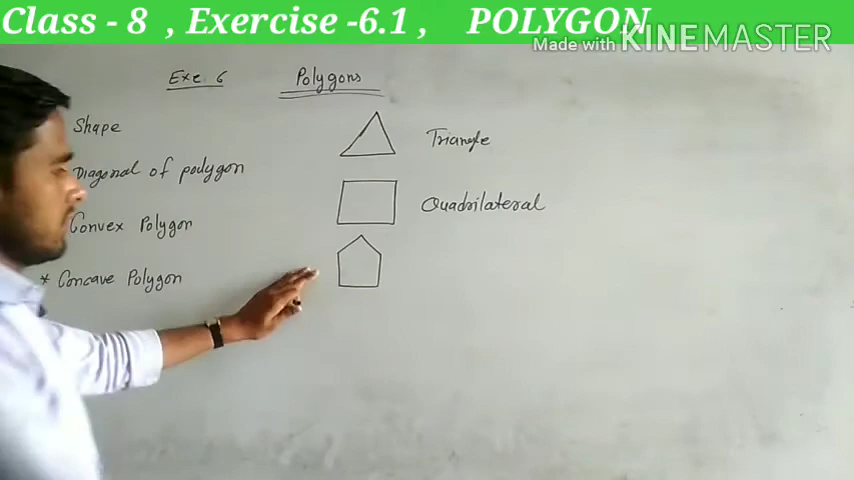 Class - 8 , Exercise -6.1 , POLYGON
Made with KINEMASTER
Exe 6 Polygons
Shape
Triangle
Diagonal of polygon
Quadrilateral
Convex Polygon
* Concave Polygon